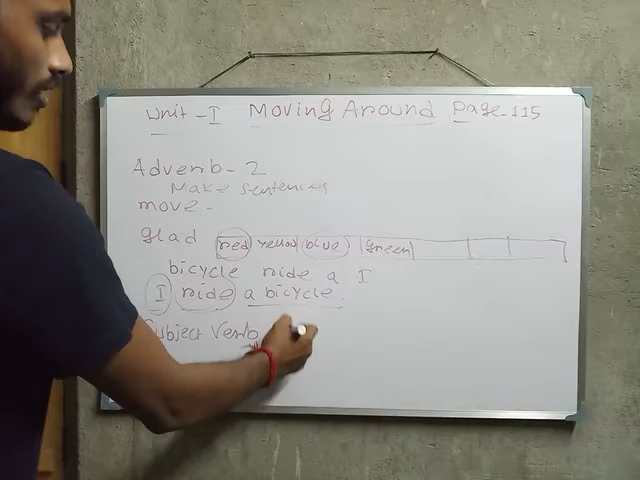 Unit - I Moving Around Page-115
Adverb - 2
Make sentences
move -
glad red yellow blue green
bicycle ride a I
I ride a bicycle.
Subject Verb